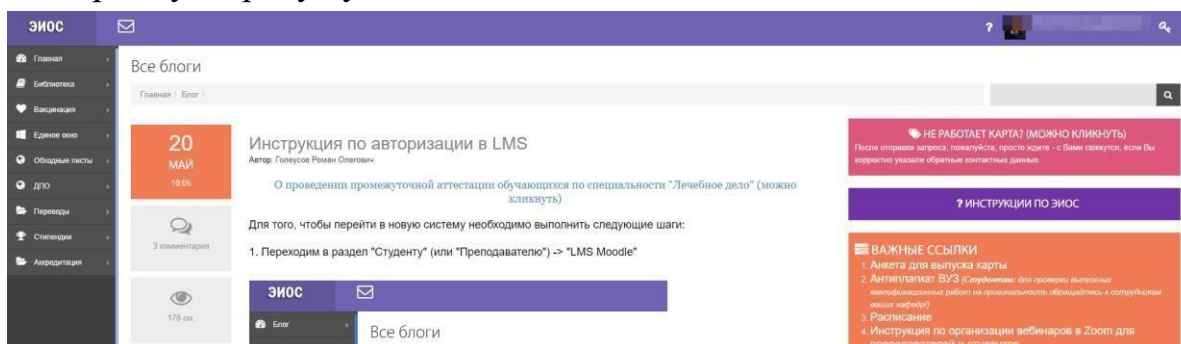 ЭИОС
?
Главная
Библиотека
Вакцинация
Единое окно
Обходные листы
ДПО
Переводы
Стипендии
Аккредитация
Все блоги
Главная / Блог /
20
МАЙ
10:05
3 комментария
178 см.
Инструкция по авторизации в LMS
Автор: Голеусов Роман Олегович
О проведении промежуточной аттестации обучающихся по специальности "Лечебное дело" (можно
кликнуть)
Для того, чтобы перейти в новую систему необходимо выполнить следующие шаги:
1. Переходим в раздел "Студенту" (или "Преподавателю") -> "LMS Moodle"
ЭИОС
Блог
Все блоги
НЕ РАБОТАЕТ КАРТА? (МОЖНО КЛИКНУТЬ)
После отправки запроса, пожалуйста, просто ждите - с Вами свяжутся, если Вы
корректно указали обратные контактные данные.
? ИНСТРУКЦИИ ПО ЭИОС
ВАЖНЫЕ ССЫЛКИ
1. Анкета для выпуска карты
2. Антиплагиат ВУЗ (Студентам: для проверки выпускных
квалификационных работ на оригинальность обращайтесь к сотрудникам
ваших кафедр!)
3. Расписание
4. Инструкция по организации вебинаров в Zoom для
преподавателей и студентов